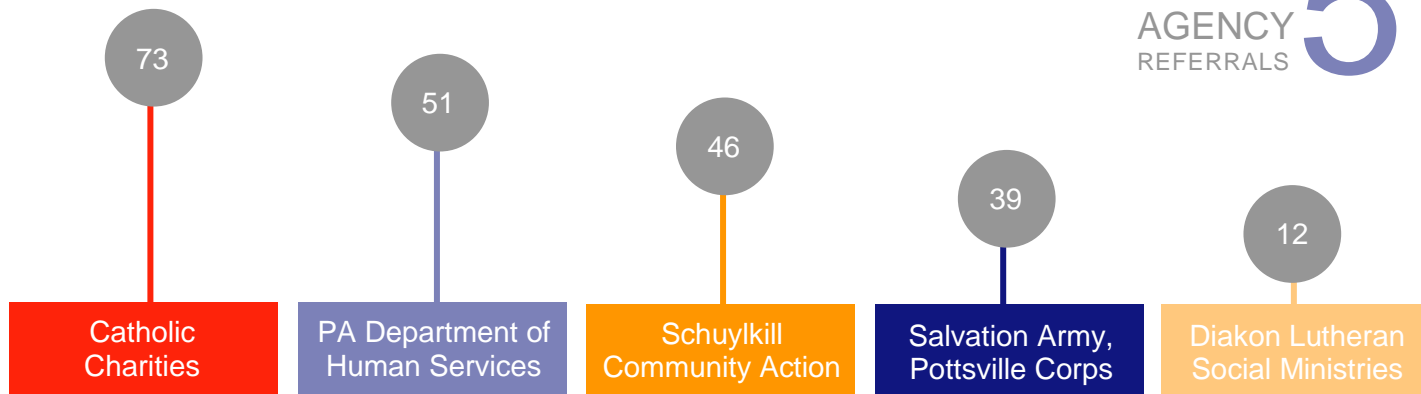 AGENCY 5
REFERRALS
73
51
46
39
12
Catholic
Charities
PA Department of
Human Services
Schuylkill
Community Action
Salvation Army,
Pottsville Corps
Diakon Lutheran
Social Ministries